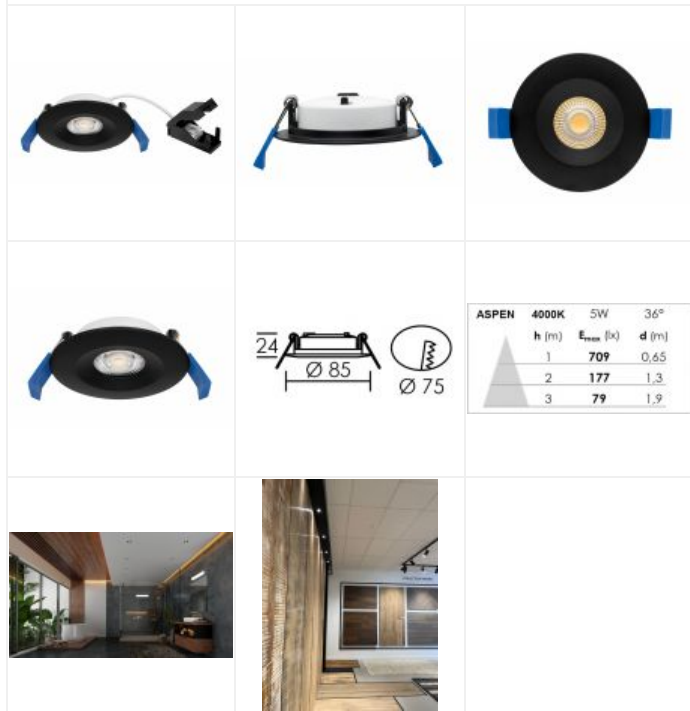 24
Ø 85
Ø 75
ASPEN 4000K 5W 36°
h (m) Emax (lx) d (m)
1 709 0,65
2 177 1,3
3 79 1,9